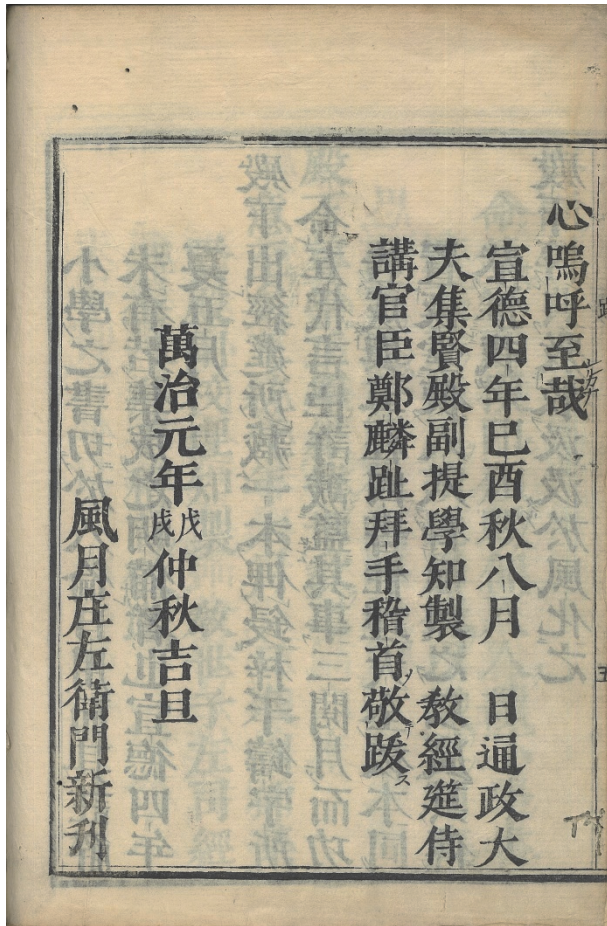 心嗚呼至哉
宣德四年己酉秋八月　日通政大
夫集賢殿副提學知製　教經筵侍
講官臣鄭麟趾拜手稽首敬跋ス
萬治元年戊戌仲秋吉旦
風月庄左衛門新刊